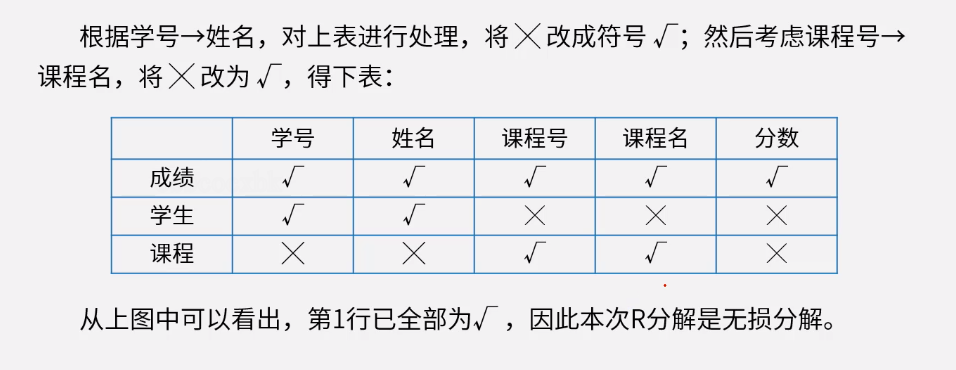 根据学号→姓名，对上表进行处理，将╳改成符号√；然后考虑课程号→
课程名，将╳改为√，得下表：
学号 姓名 课程号 课程名 分数
成绩 √ √ √ √ √
学生 √ √ ╳ ╳ ╳
课程 ╳ ╳ √ √ ╳
从上图中可以看出，第1行已全部为√，因此本次R分解是无损分解。